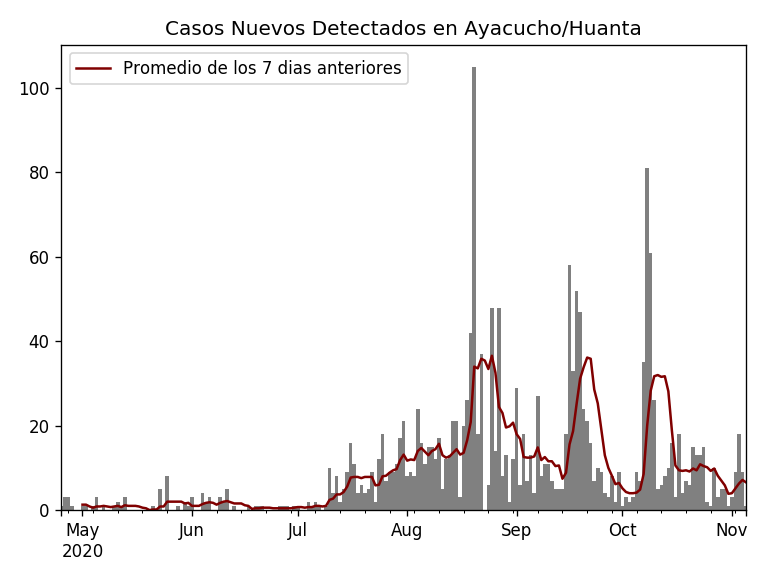 Casos Nuevos Detectados en Ayacucho/Huanta
Promedio de los 7 dias anteriores
100
80
60
40
20
0
May Jun Jul Aug Sep Oct Nov
2020